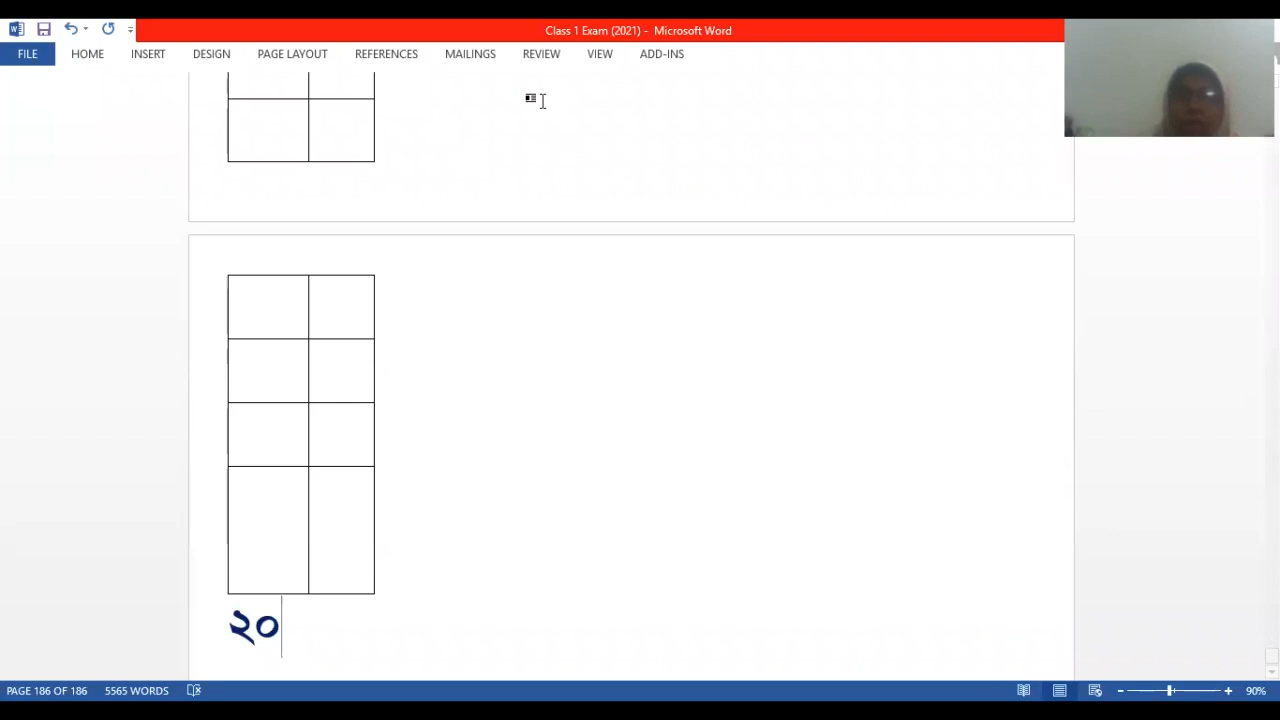 Class 1 Exam (2021) - Microsoft Word
FILE HOME INSERT DESIGN PAGE LAYOUT REFERENCES MAILINGS REVIEW VIEW ADD-INS
২০
PAGE 186 OF 186 5565 WORDS 90%